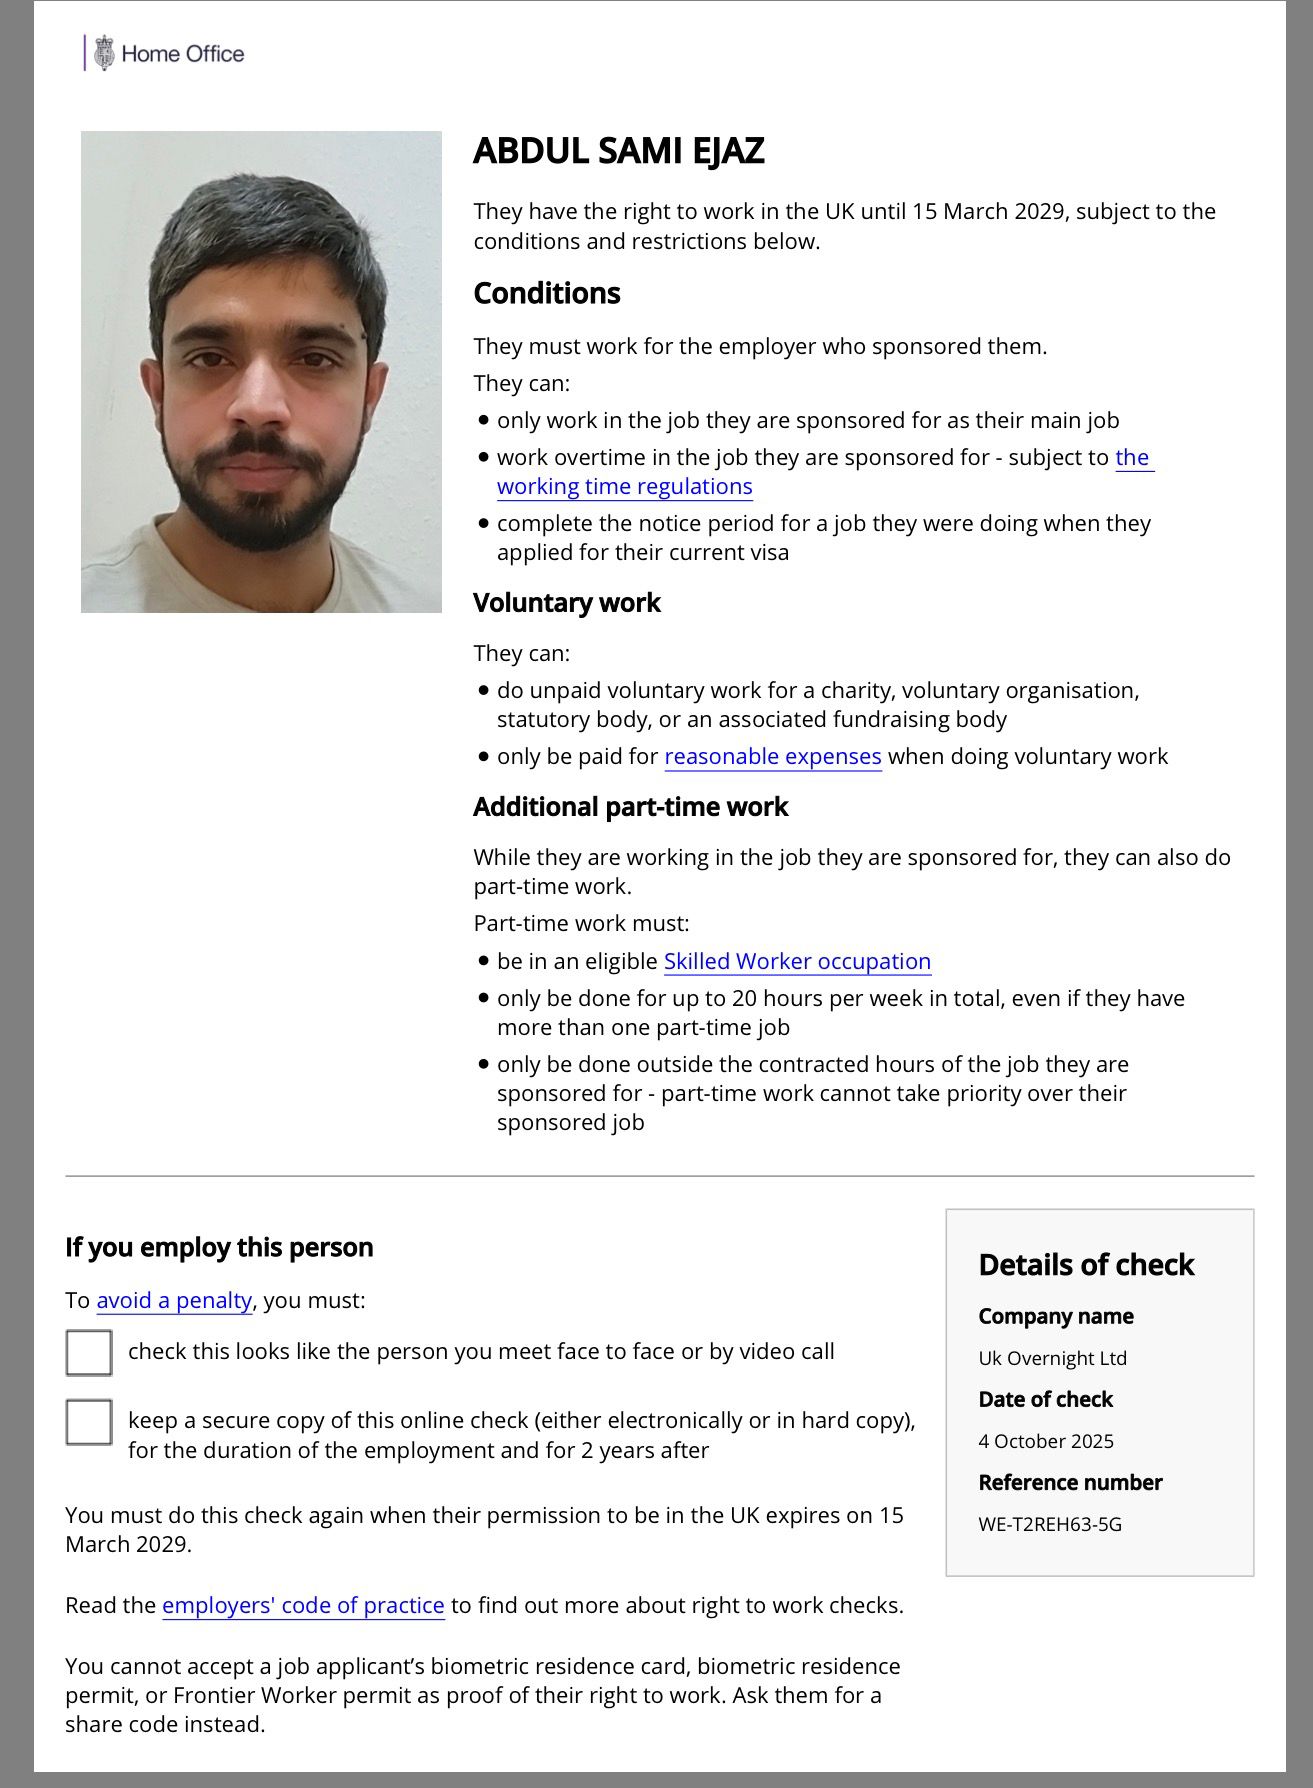 Home Office
ABDUL SAMI EJAZ
They have the right to work in the UK until 15 March 2029, subject to the
conditions and restrictions below.
Conditions
They must work for the employer who sponsored them.
They can:
• only work in the job they are sponsored for as their main job
• work overtime in the job they are sponsored for - subject to the
working time regulations
• complete the notice period for a job they were doing when they
applied for their current visa
Voluntary work
They can:
• do unpaid voluntary work for a charity, voluntary organisation,
statutory body, or an associated fundraising body
• only be paid for reasonable expenses when doing voluntary work
Additional part-time work
While they are working in the job they are sponsored for, they can also do
part-time work.
Part-time work must:
• be in an eligible Skilled Worker occupation
• only be done for up to 20 hours per week in total, even if they have
more than one part-time job
• only be done outside the contracted hours of the job they are
sponsored for - part-time work cannot take priority over their
sponsored job
If you employ this person
To avoid a penalty, you must:
check this looks like the person you meet face to face or by video call
keep a secure copy of this online check (either electronically or in hard copy),
for the duration of the employment and for 2 years after
You must do this check again when their permission to be in the UK expires on 15
March 2029.
Read the employers' code of practice to find out more about right to work checks.
You cannot accept a job applicant’s biometric residence card, biometric residence
permit, or Frontier Worker permit as proof of their right to work. Ask them for a
share code instead.
Details of check
Company name
Uk Overnight Ltd
Date of check
4 October 2025
Reference number
WE-T2REH63-5G